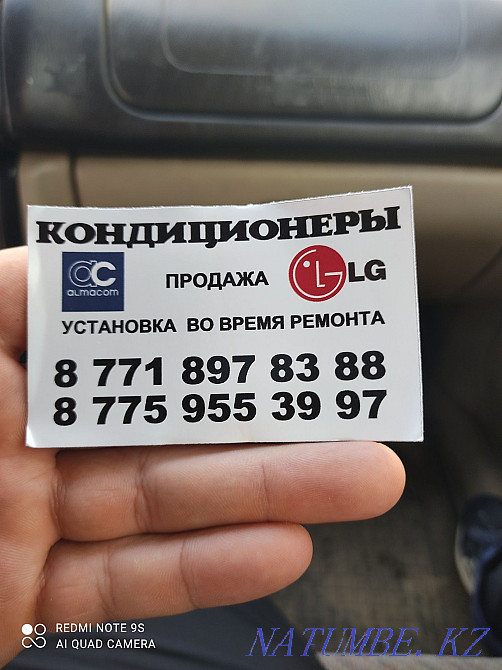 КОНДИЦИОНЕРЫ
ac
almacom
ПРОДАЖА
LG
УСТАНОВКА ВО ВРЕМЯ РЕМОНТА
8 771 897 83 88
8 775 955 39 97
REDMI NOTE 9S
AI QUAD CAMERA
NATUMBE. KZ